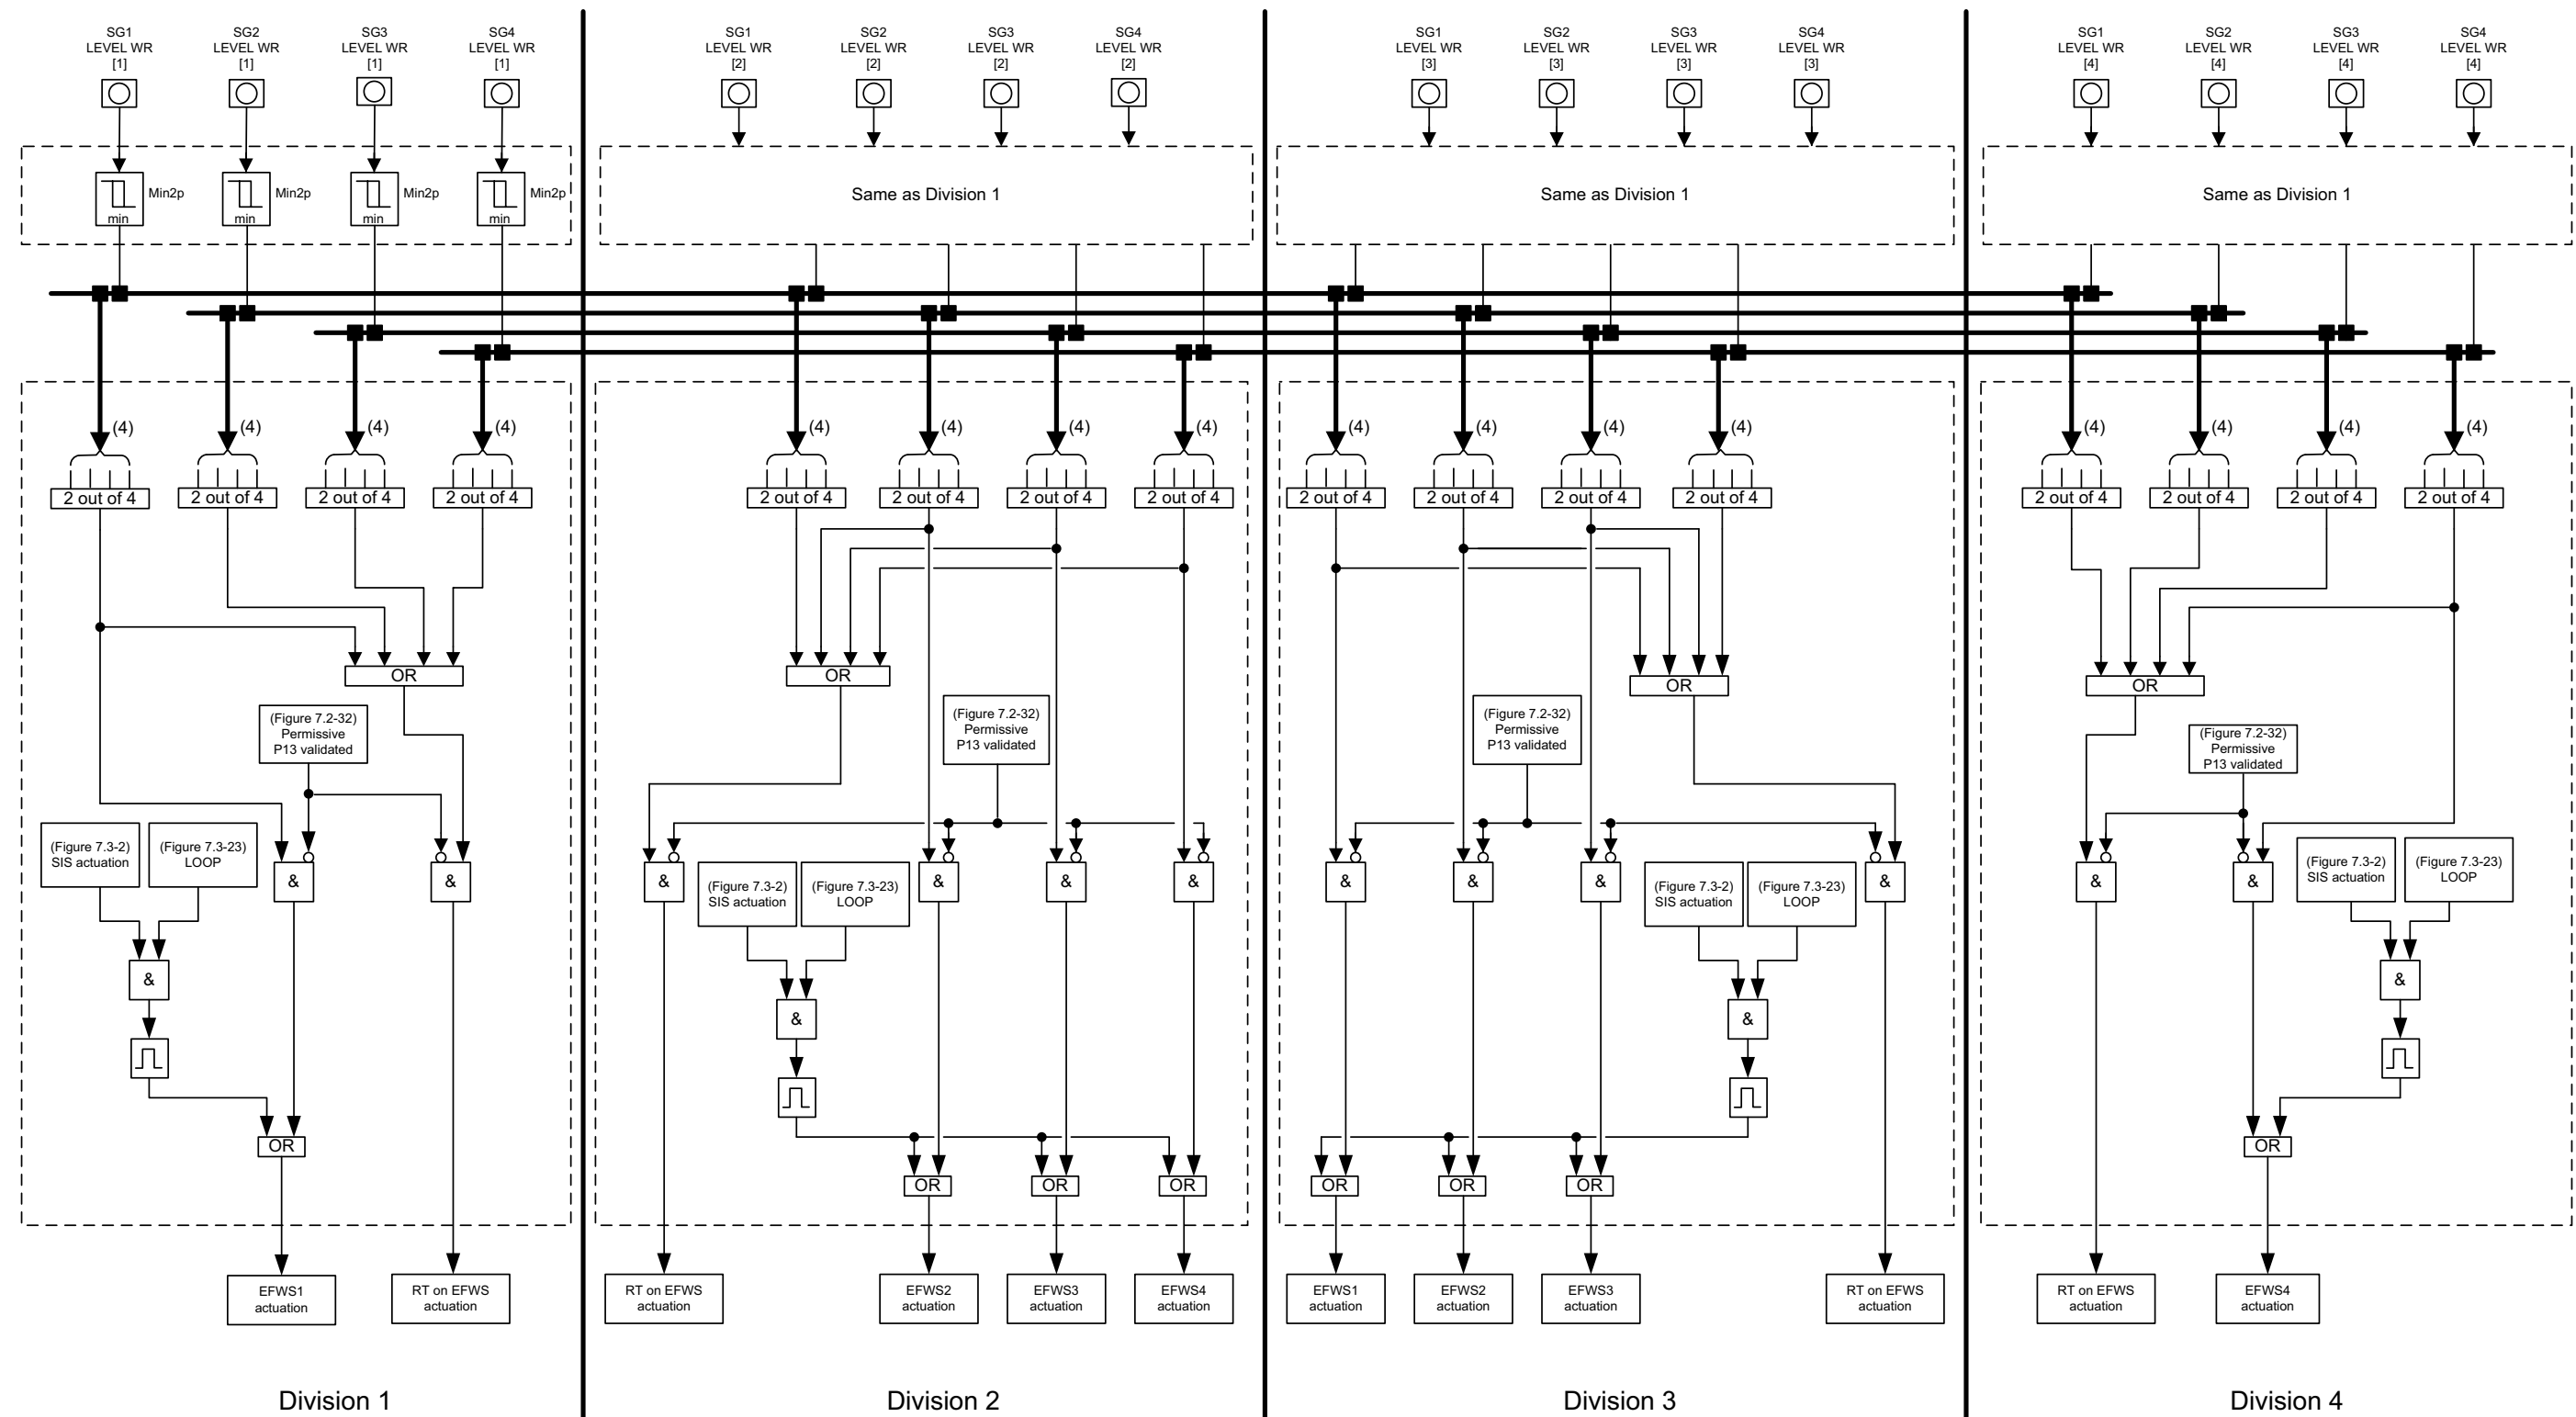 SG1
LEVEL WR
[1]
SG2
LEVEL WR
[1]
SG3
LEVEL WR
[1]
SG4
LEVEL WR
[1]
Min2p
min
Min2p
min
Min2p
min
Min2p
min
(4)
(4)
(4)
(4)
2 out of 4
2 out of 4
2 out of 4
2 out of 4
OR
(Figure 7.2-32)
Permissive
P13 validated
(Figure 7.3-2)
SIS actuation
(Figure 7.3-23)
LOOP
&
&
&
OR
EFWS1
actuation
RT on EFWS
actuation
Division 1
SG1
LEVEL WR
[2]
SG2
LEVEL WR
[2]
SG3
LEVEL WR
[2]
SG4
LEVEL WR
[2]
Same as Division 1
(4)
(4)
(4)
(4)
2 out of 4
2 out of 4
2 out of 4
2 out of 4
OR
(Figure 7.2-32)
Permissive
P13 validated
&
(Figure 7.3-2)
SIS actuation
(Figure 7.3-23)
LOOP
&
&
&
&
OR
OR
OR
RT on EFWS
actuation
EFWS2
actuation
EFWS3
actuation
EFWS4
actuation
Division 2
SG1
LEVEL WR
[3]
SG2
LEVEL WR
[3]
SG3
LEVEL WR
[3]
SG4
LEVEL WR
[3]
Same as Division 1
(4)
(4)
(4)
(4)
2 out of 4
2 out of 4
2 out of 4
2 out of 4
OR
(Figure 7.2-32)
Permissive
P13 validated
&
&
&
(Figure 7.3-2)
SIS actuation
(Figure 7.3-23)
LOOP
&
&
OR
OR
OR
EFWS1
actuation
EFWS2
actuation
EFWS3
actuation
RT on EFWS
actuation
Division 3
SG1
LEVEL WR
[4]
SG2
LEVEL WR
[4]
SG3
LEVEL WR
[4]
SG4
LEVEL WR
[4]
Same as Division 1
(4)
(4)
(4)
(4)
2 out of 4
2 out of 4
2 out of 4
2 out of 4
OR
(Figure 7.2-32)
Permissive
P13 validated
&
&
(Figure 7.3-2)
SIS actuation
(Figure 7.3-23)
LOOP
&
OR
RT on EFWS
actuation
EFWS4
actuation
Division 4